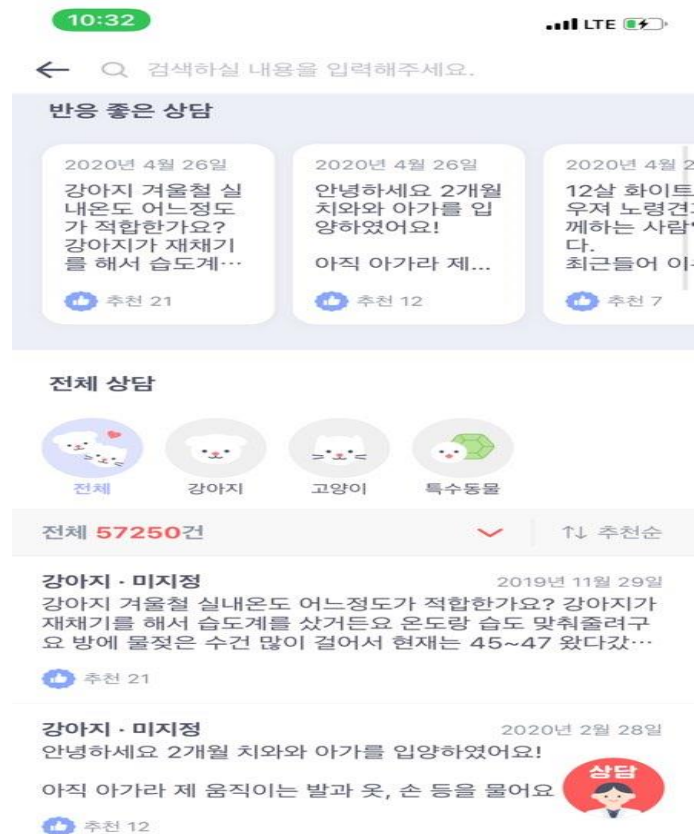 10:32
LTE
검색하실 내용을 입력해주세요.
반응 좋은 상담
2020년 4월 26일
강아지 겨울철 실
내온도 어느정도
가 적합한가요?
강아지가 재채기
를 해서 습도계…
추천 21
2020년 4월 26일
안녕하세요 2개월
치와와 아가를 입
양하였어요!
아직 아가라 제...
추천 12
2020년 4월 2
12살 화이트
우져 노령견
께하는 사람
다.
최근들어 이
추천 7
전체 상담
전체
강아지
고양이
특수동물
전체 57250건
↑↓ 추천순
강아지 · 미지정
2019년 11월 29일
강아지 겨울철 실내온도 어느정도가 적합한가요? 강아지가
재채기를 해서 습도계를 샀거든요 온도랑 습도 맞춰줄려구
요 방에 물젖은 수건 많이 걸어서 현재는 45~47 왔다갔…
추천 21
강아지 · 미지정
2020년 2월 28일
안녕하세요 2개월 치와와 아가를 입양하였어요!
아직 아가라 제 움직이는 발과 옷, 손 등을 물어요
상담
추천 12